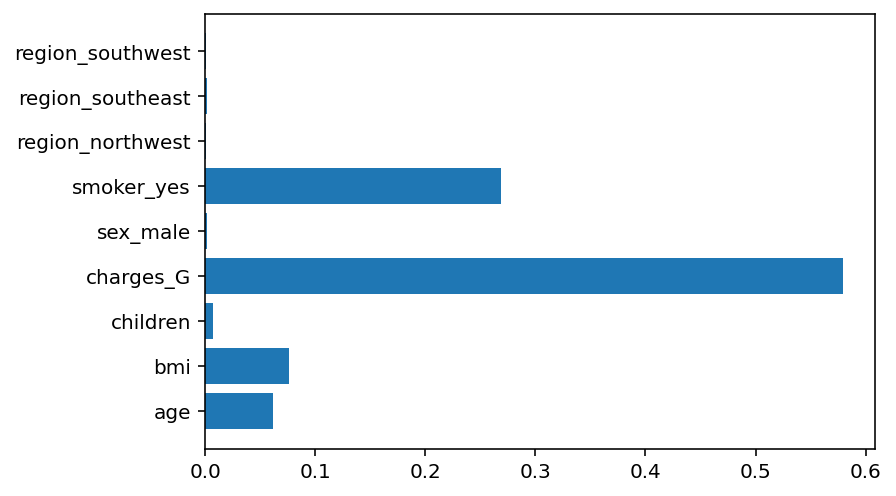 region_southwest
region_southeast
region_northwest
smoker_yes
sex_male
charges_G
children
bmi
age
0.0 0.1 0.2 0.3 0.4 0.5 0.6